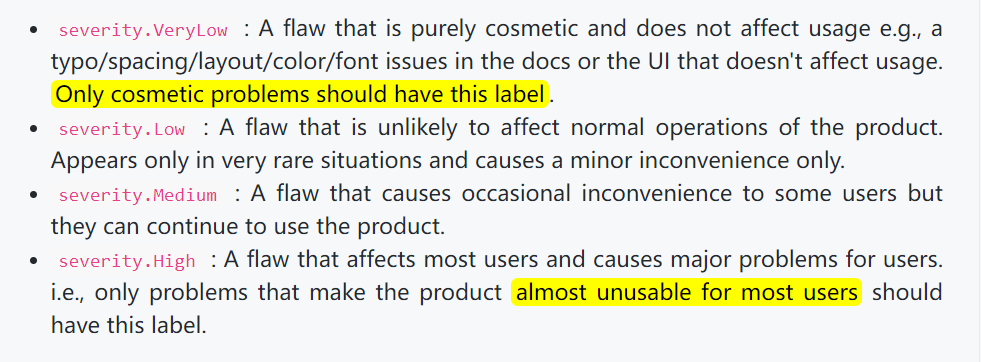 • severity.VeryLow : A flaw that is purely cosmetic and does not affect usage e.g., a
typo/spacing/layout/color/font issues in the docs or the UI that doesn't affect usage.
Only cosmetic problems should have this label.
• severity.Low : A flaw that is unlikely to affect normal operations of the product.
Appears only in very rare situations and causes a minor inconvenience only.
• severity.Medium : A flaw that causes occasional inconvenience to some users but
they can continue to use the product.
• severity.High : A flaw that affects most users and causes major problems for users.
i.e., only problems that make the product almost unusable for most users should
have this label.